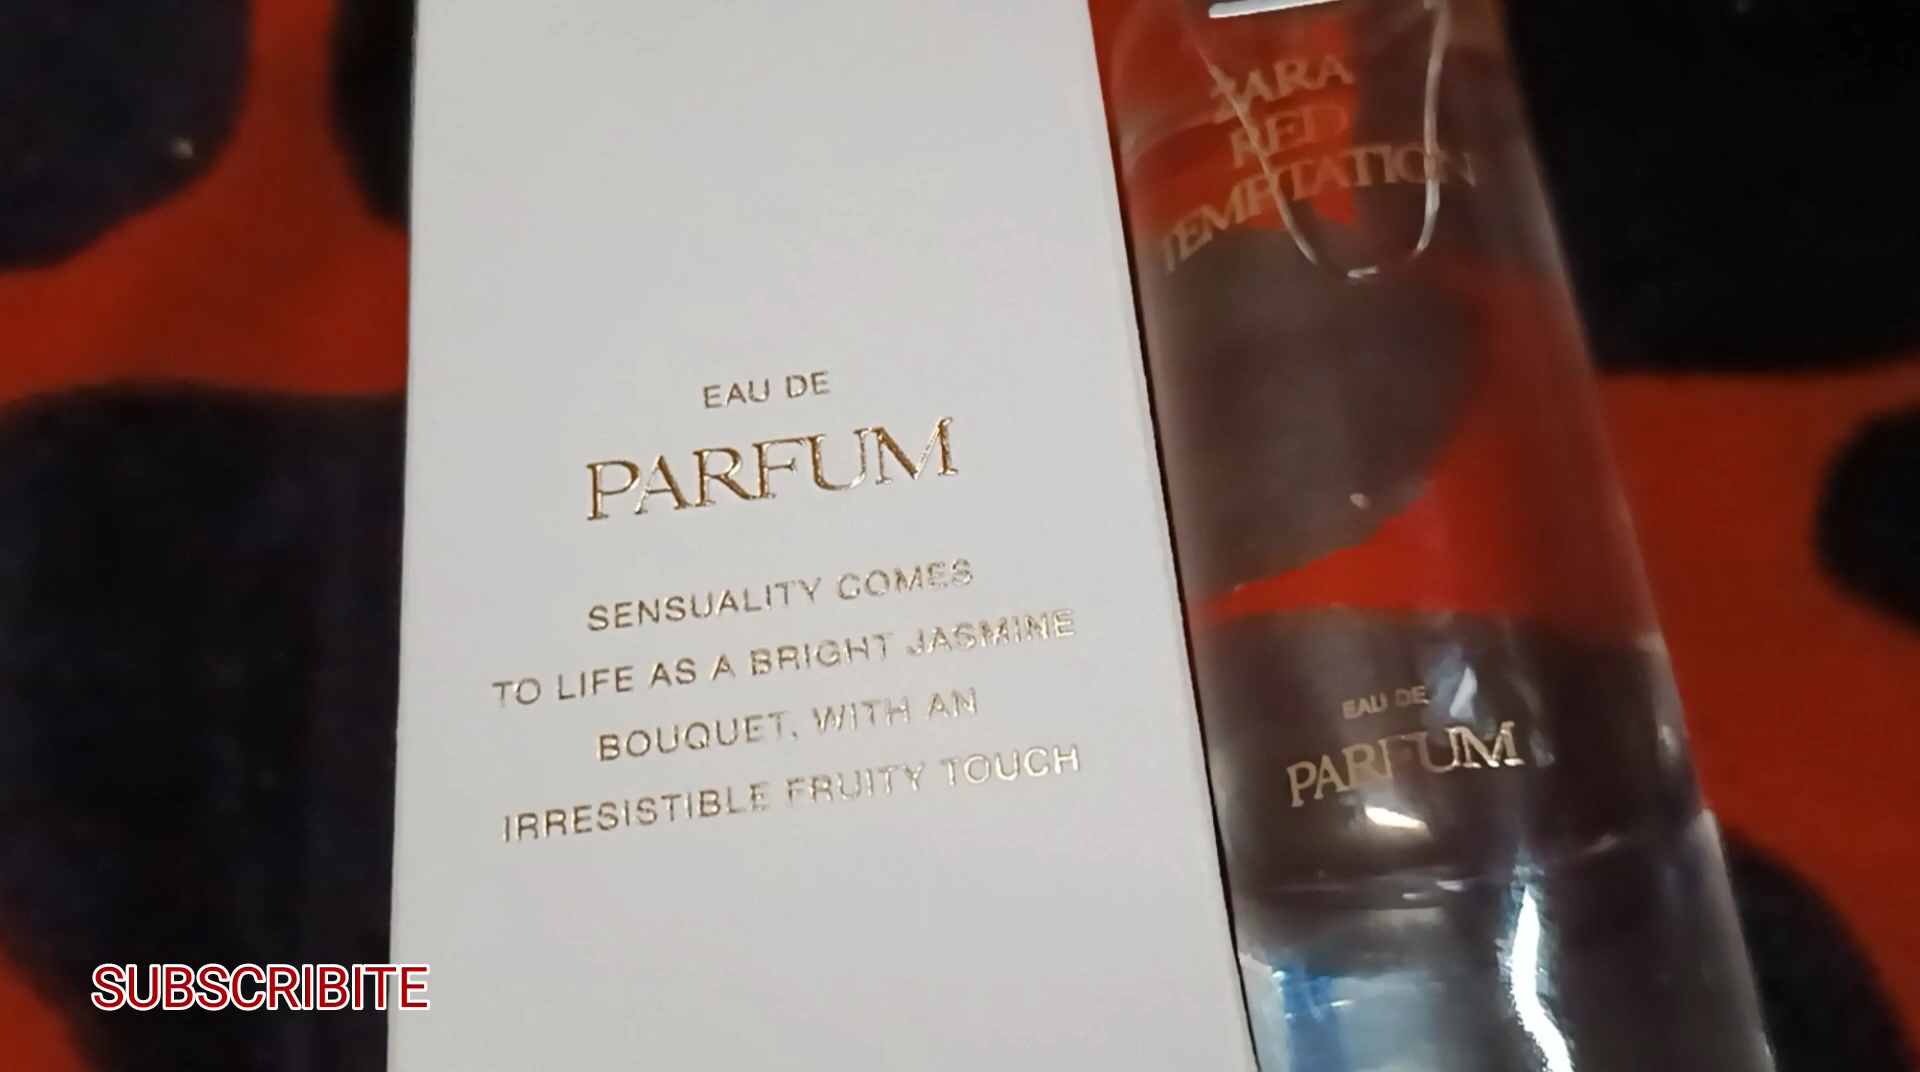 EAU DE
PARFUM
SENSUALITY COMES
TO LIFE AS A BRIGHT JASMINE
BOUQUET, WITH AN
IRRESISTIBLE FRUITY TOUCH
ZARA
RED
TEMPTATION
EAU DE
PARFUM
SUBSCRIBITE